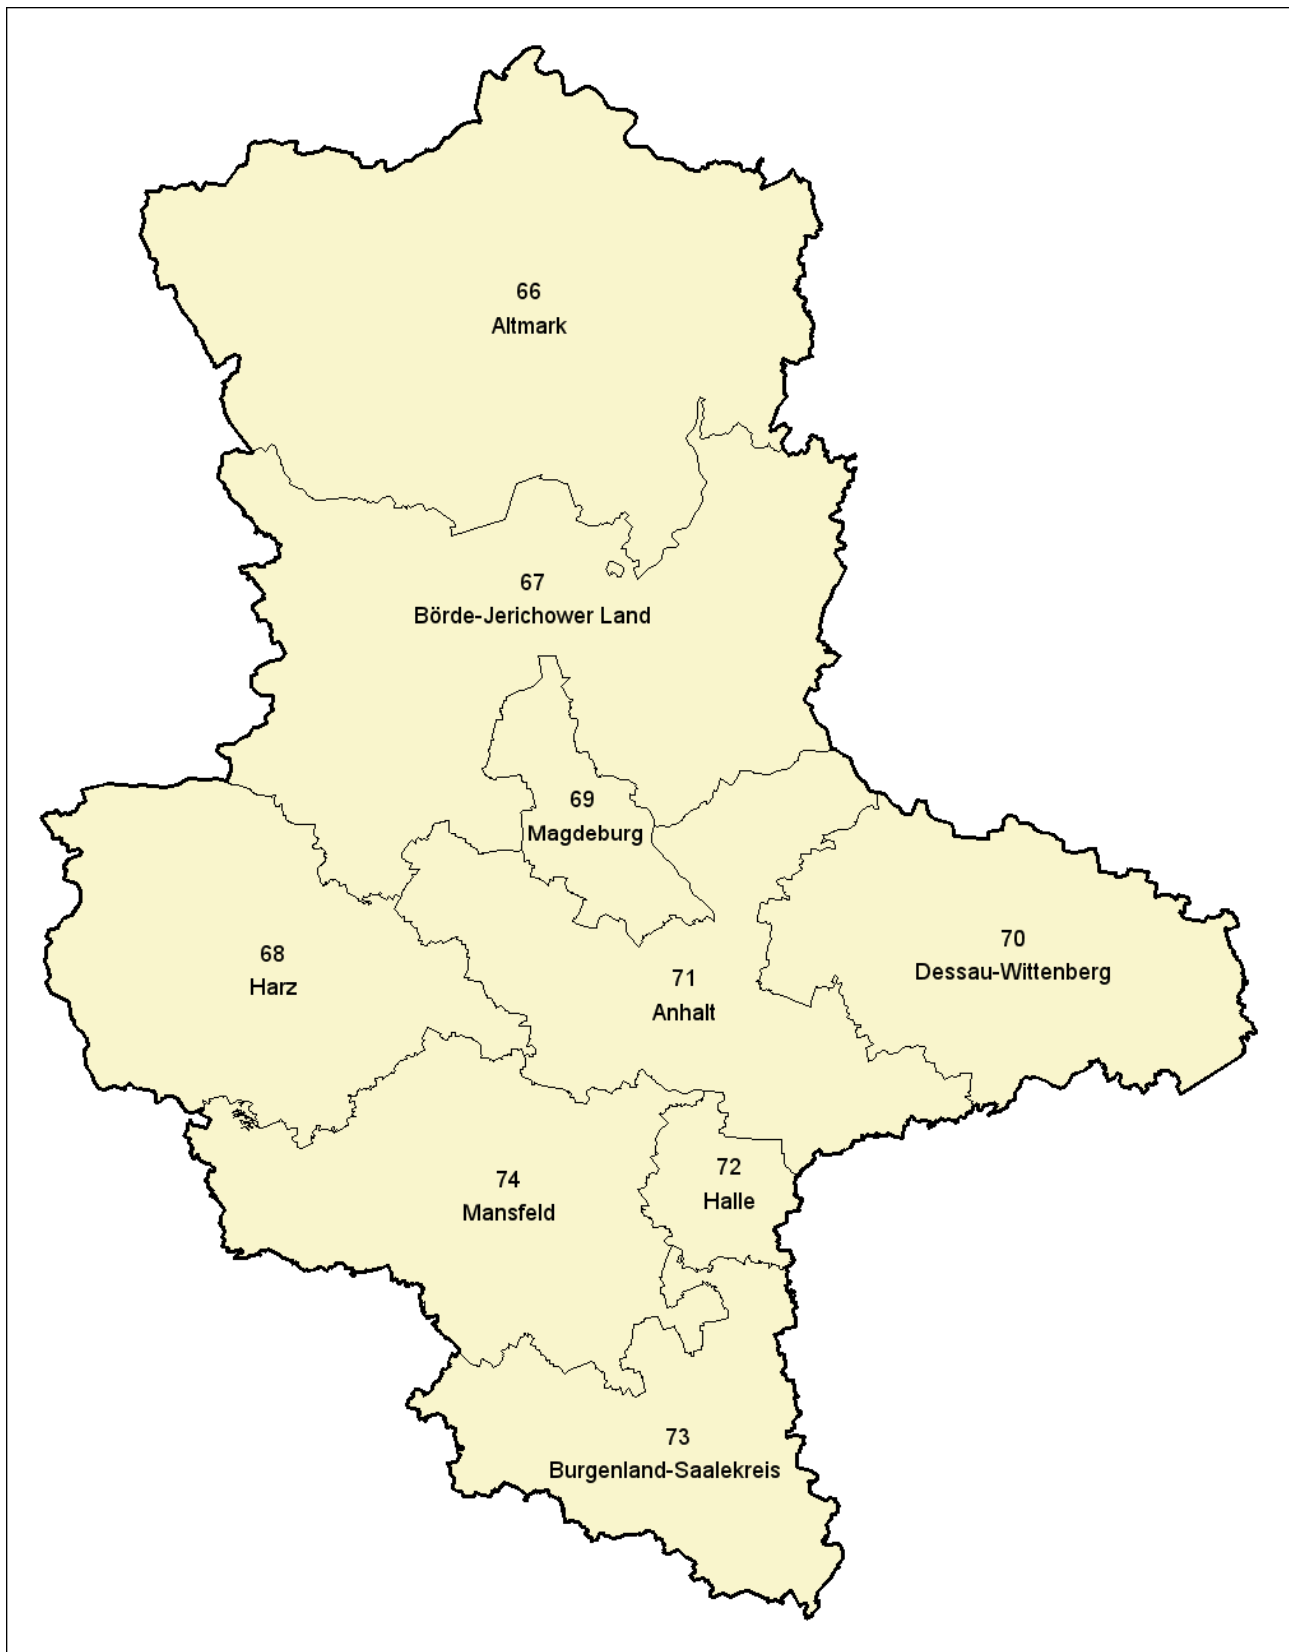 66
Altmark
67
Börde-Jerichower Land
69
Magdeburg
68
Harz
70
Dessau-Wittenberg
71
Anhalt
72
Halle
74
Mansfeld
73
Burgenland-Saalekreis